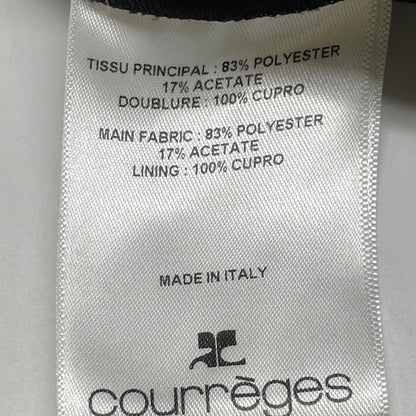 TISSU PRINCIPAL : 83% POLYESTER
17% ACETATE
DOUBLURE : 100% CUPRO
MAIN FABRIC : 83% POLYESTER
17% ACETATE
LINING : 100% CUPRO
MADE IN ITALY
courrèges